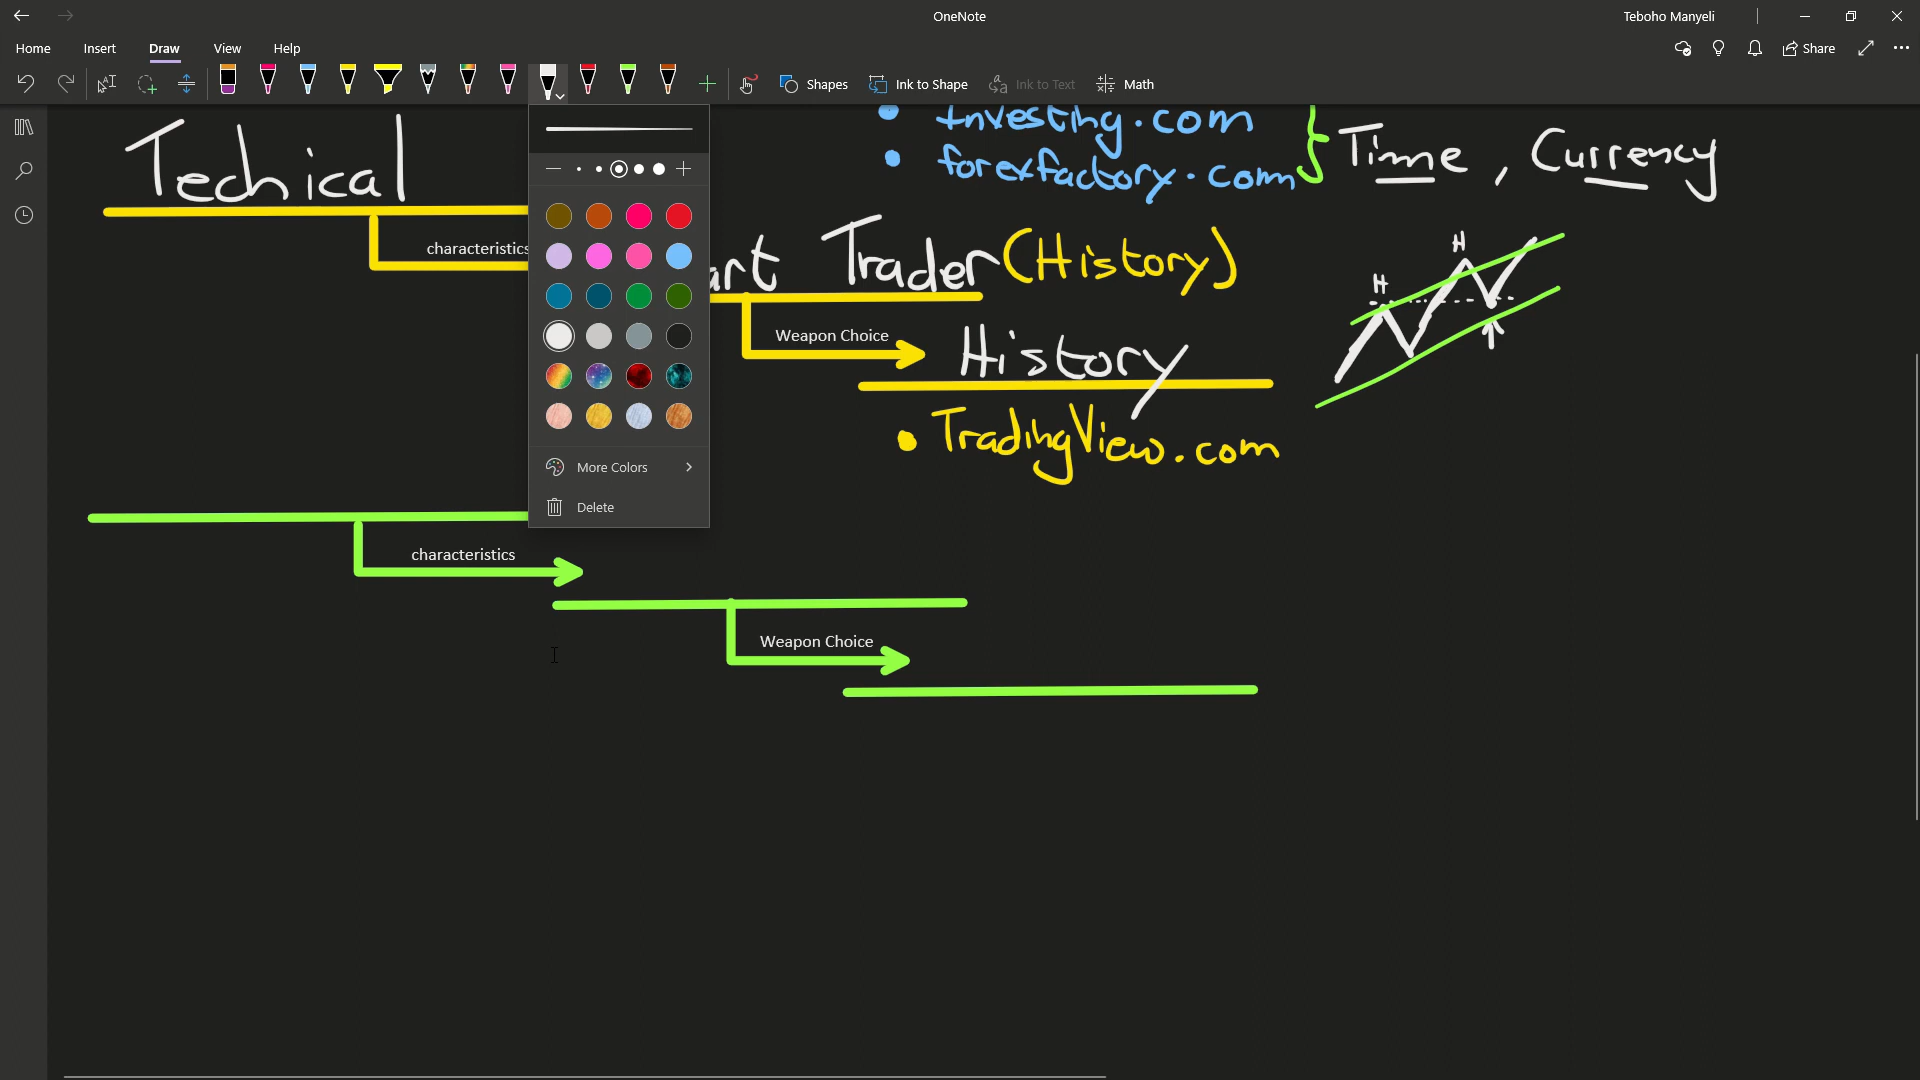 OneNote
Teboho Manyeli
Home Insert Draw View Help
Share
Shapes Ink to Shape Ink to Text Math
Investing.com
Techical
forexfactory.com
Time, Currency
characteristics
art Trader (History)
H
H
Weapon Choice
History
TradingView.com
More Colors
Delete
characteristics
Weapon Choice